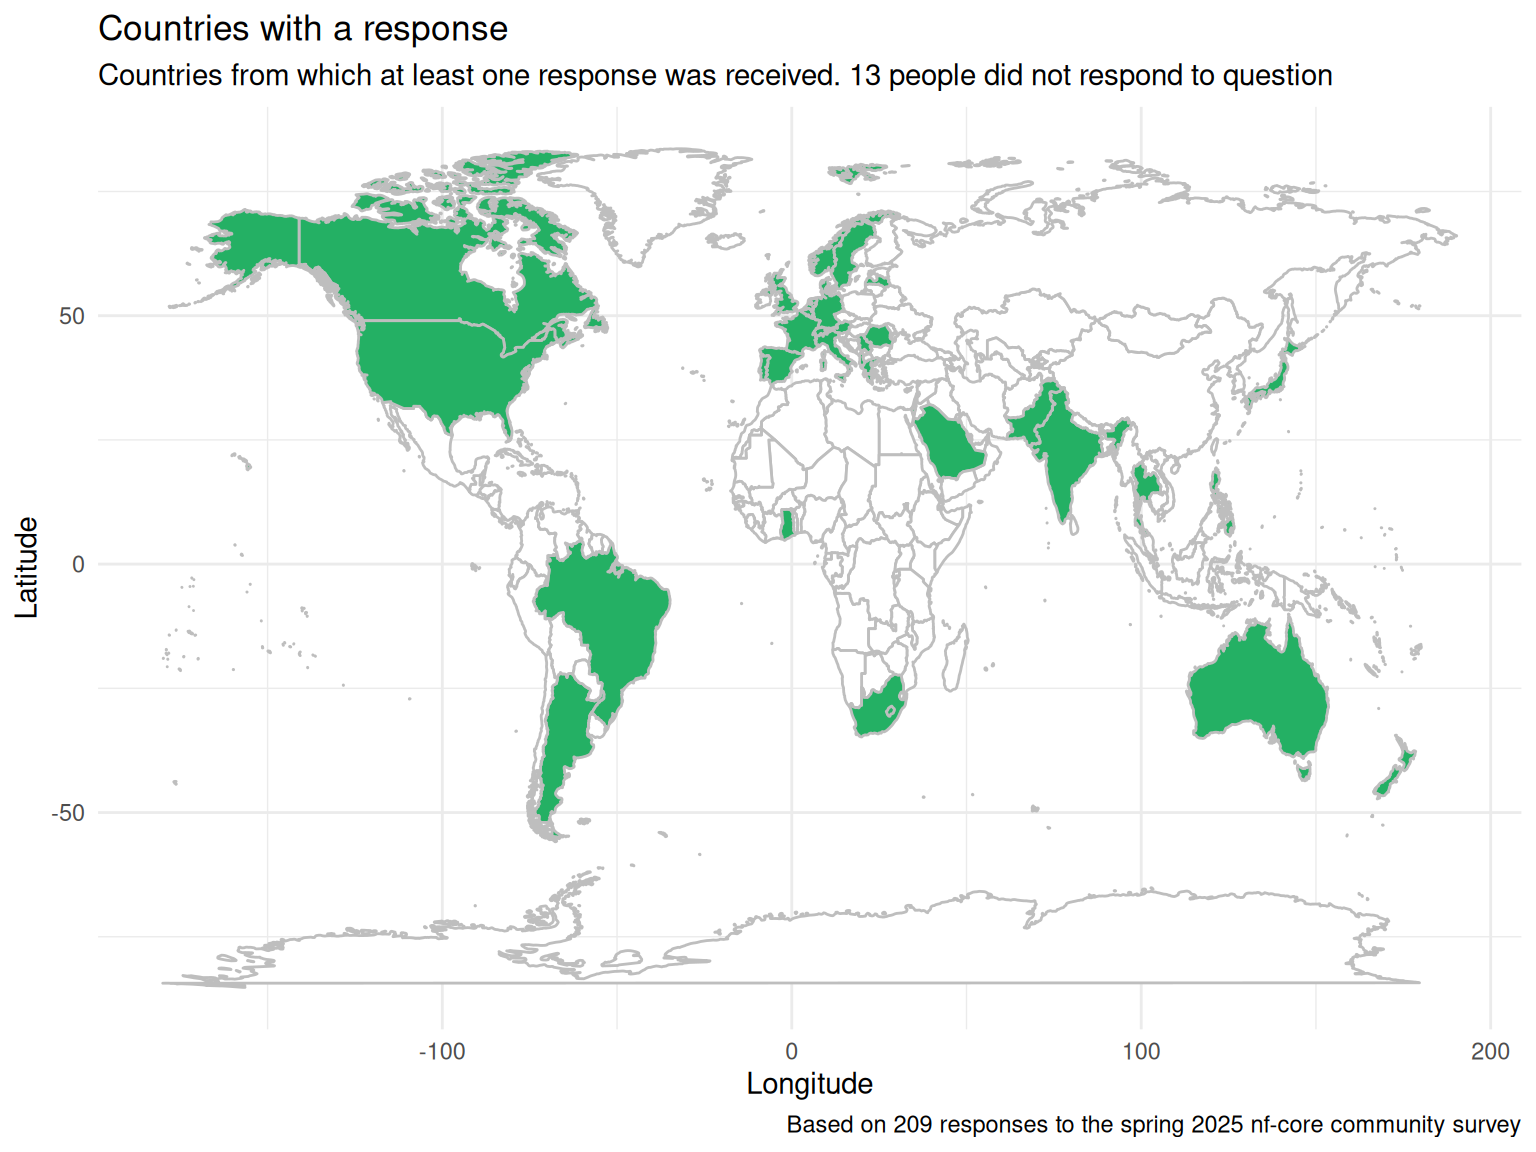 Countries with a response
Countries from which at least one response was received. 13 people did not respond to question
50
0
-50
Latitude
-100
0
100
200
Longitude
Based on 209 responses to the spring 2025 nf-core community survey